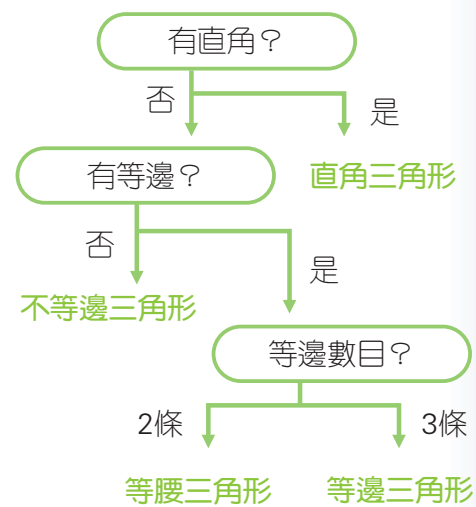 有直角？
否
是
有等邊？
直角三角形
否
是
不等邊三角形
等邊數目？
2條
3條
等腰三角形
等邊三角形